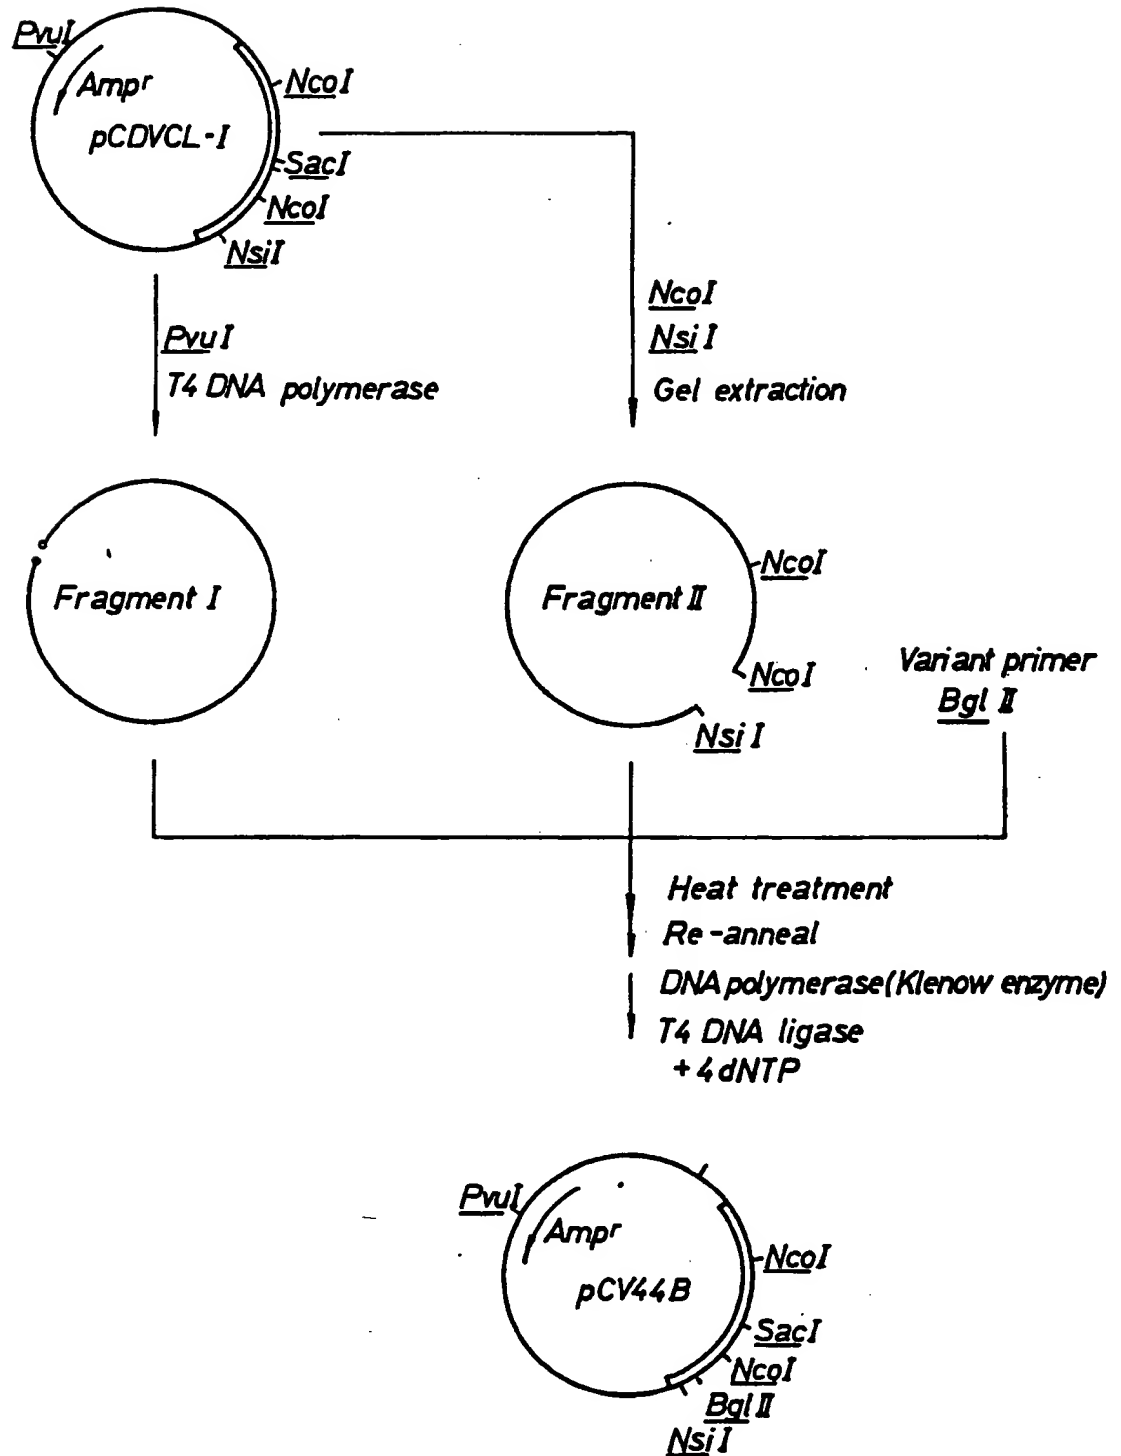 PvuI
Ampr
pCDVCL-I
NcoI
SacI
NcoI
NsiI
PvuI
T4 DNA polymerase
NcoI
NsiI
Gel extraction
Fragment I
Fragment II
NcoI
NcoI
NsiI
Variant primer
Bgl II
Heat treatment
Re-anneal
DNA polymerase(Klenow enzyme)
T4 DNA ligase
+4dNTP
PvuI
Ampr
pCV44B
NcoI
SacI
NcoI
Bgl II
NsiI